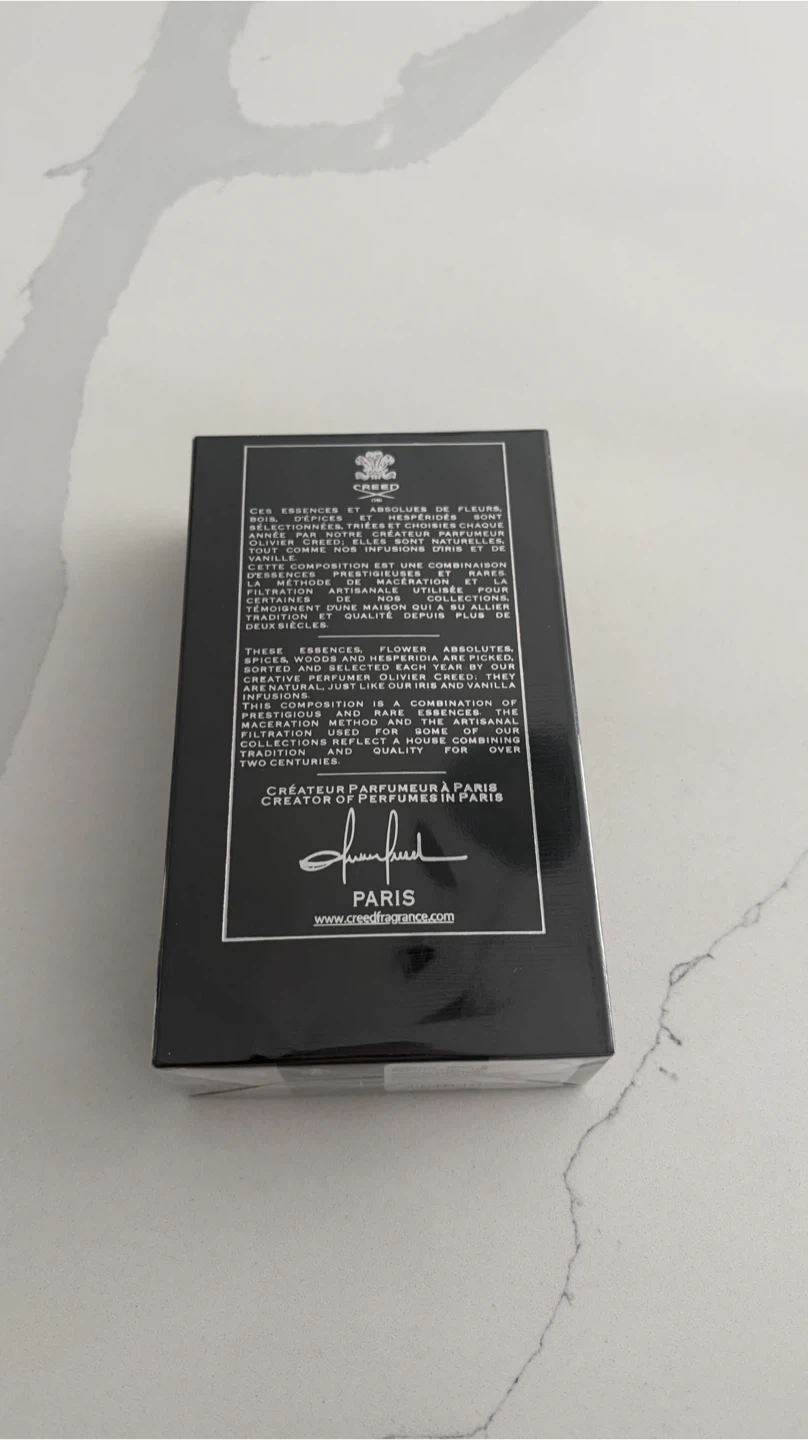 CREED
1760
CES ESSENCES ET ABSOLUES DE FLEURS,
BOIS, D'ÉPICES ET HESPÉRIDÉS SONT
SÉLECTIONNÉES, TRIÉES ET CHOISIES CHAQUE
ANNÉE PAR NOTRE CRÉATEUR PARFUMEUR
OLIVIER CREED; ELLES SONT NATURELLES,
TOUT COMME NOS INFUSIONS D'IRIS ET DE
VANILLE.
CETTE COMPOSITION EST UNE COMBINAISON
D'ESSENCES PRESTIGIEUSES ET RARES.
LA MÉTHODE DE MACÉRATION ET LA
FILTRATION ARTISANALE UTILISÉE POUR
CERTAINES DE NOS COLLECTIONS,
TÉMOIGNENT D'UNE MAISON QUI A SU ALLIER
TRADITION ET QUALITÉ DEPUIS PLUS DE
DEUX SIÈCLES.
THESE ESSENCES, FLOWER ABSOLUTES,
SPICES, WOODS AND HESPERIDIA ARE PICKED,
SORTED AND SELECTED EACH YEAR BY OUR
CREATIVE PERFUMER OLIVIER CREED; THEY
ARE NATURAL, JUST LIKE OUR IRIS AND VANILLA
INFUSIONS.
THIS COMPOSITION IS A COMBINATION OF
PRESTIGIOUS AND RARE ESSENCES. THE
MACERATION METHOD AND THE ARTISANAL
FILTRATION USED FOR SOME OF OUR
COLLECTIONS REFLECT A HOUSE COMBINING
TRADITION AND QUALITY FOR OVER
TWO CENTURIES.
CRÉATEUR PARFUMEUR À PARIS
CREATOR OF PERFUMES IN PARIS
PARIS
www.creedfragrance.com